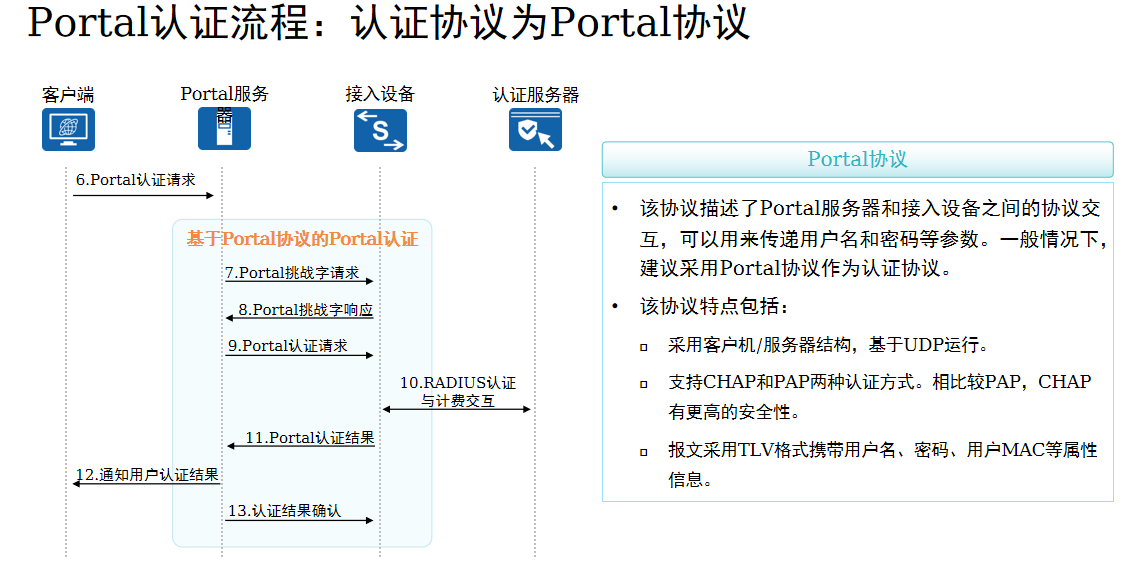 Portal认证流程：认证协议为Portal协议
客户端
Portal服务
器
接入设备
认证服务器
S
6.Portal认证请求
基于Portal协议的Portal认证
7.Portal挑战字请求
8.Portal挑战字响应
9.Portal认证请求
10.RADIUS认证
与计费交互
11.Portal认证结果
12.通知用户认证结果
13.认证结果确认
Portal协议
• 该协议描述了Portal服务器和接入设备之间的协议交
互，可以用来传递用户名和密码等参数。一般情况下，
建议采用Portal协议作为认证协议。
• 该协议特点包括：
▫ 采用客户机/服务器结构，基于UDP运行。
▫ 支持CHAP和PAP两种认证方式。相比较PAP，CHAP
有更高的安全性。
▫ 报文采用TLV格式携带用户名、密码、用户MAC等属性
信息。